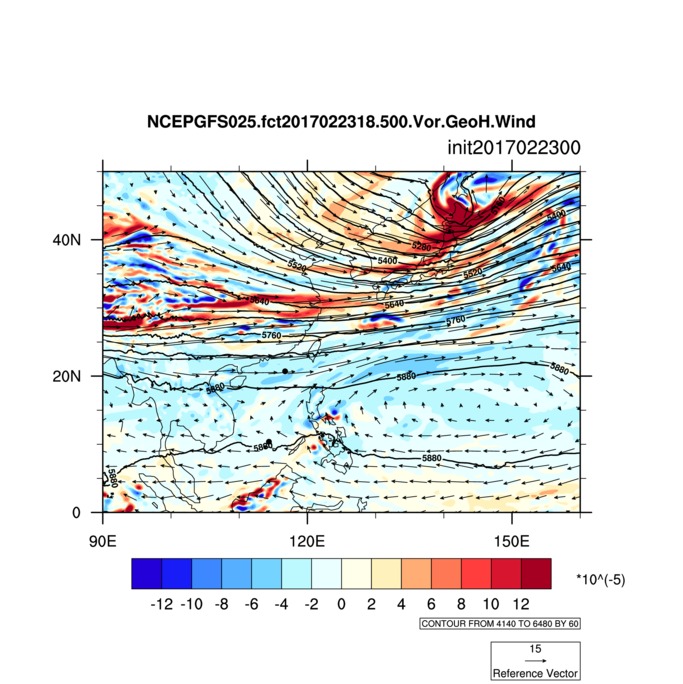 NCEPGFS025.fct2017022318.500.Vor.GeoH.Wind
init2017022300
5400
5280
5400
5520
5520
5640
5640
5640
5760
5760
5880
5880
5880
5880
5880
40N
20N
0
90E
120E
150E
-12 -10 -8 -6 -4 -2 0 2 4 6 8 10 12
*10^(-5)
CONTOUR FROM 4140 TO 6480 BY 60
15
Reference Vector